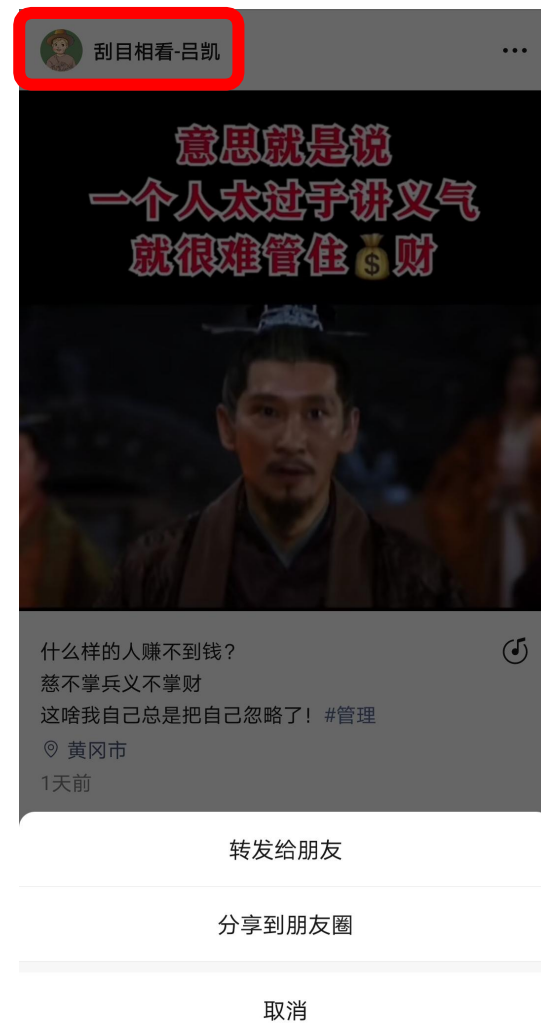 刮目相看-吕凯
意思就是说
一个人太过于讲义气
就很难管住💰财
什么样的人赚不到钱？
慈不掌兵义不掌财
这啥我自己总是把自己忽略了！#管理
黄冈市
1天前
转发给朋友
分享到朋友圈
取消